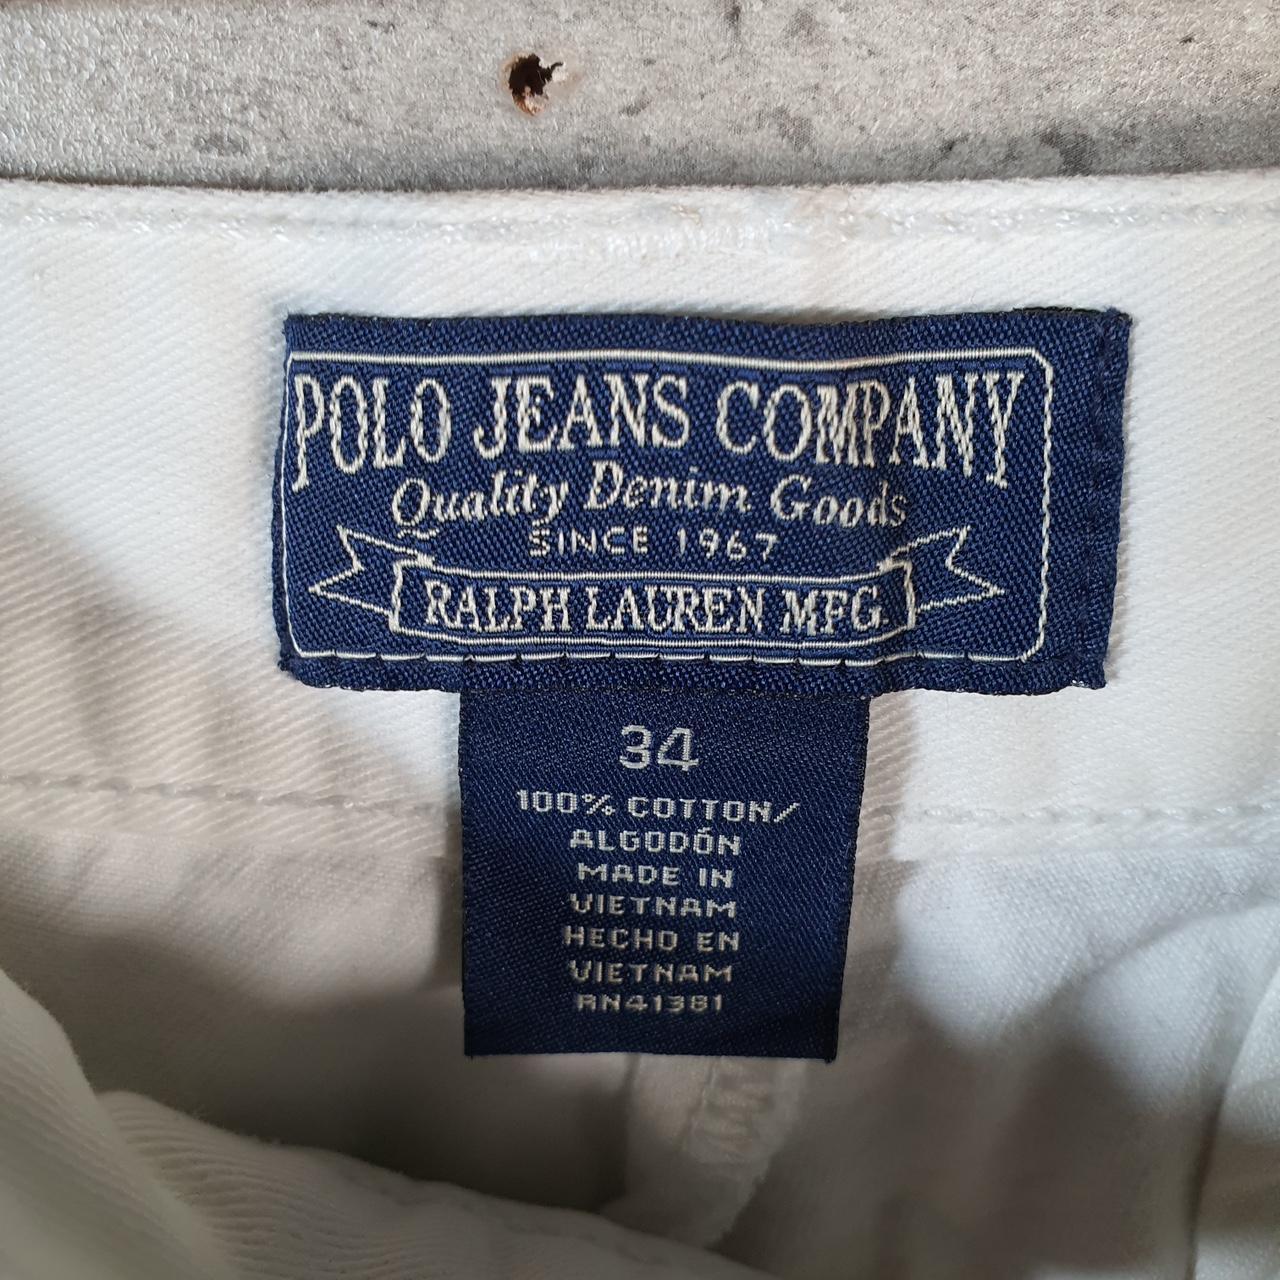 POLO JEANS COMPANY
Quality Denim Goods
SINCE 1967
RALPH LAUREN MFG.
34
100% COTTON/
ALGODÓN
MADE IN
VIETNAM
HECHO EN
VIETNAM
RN41381